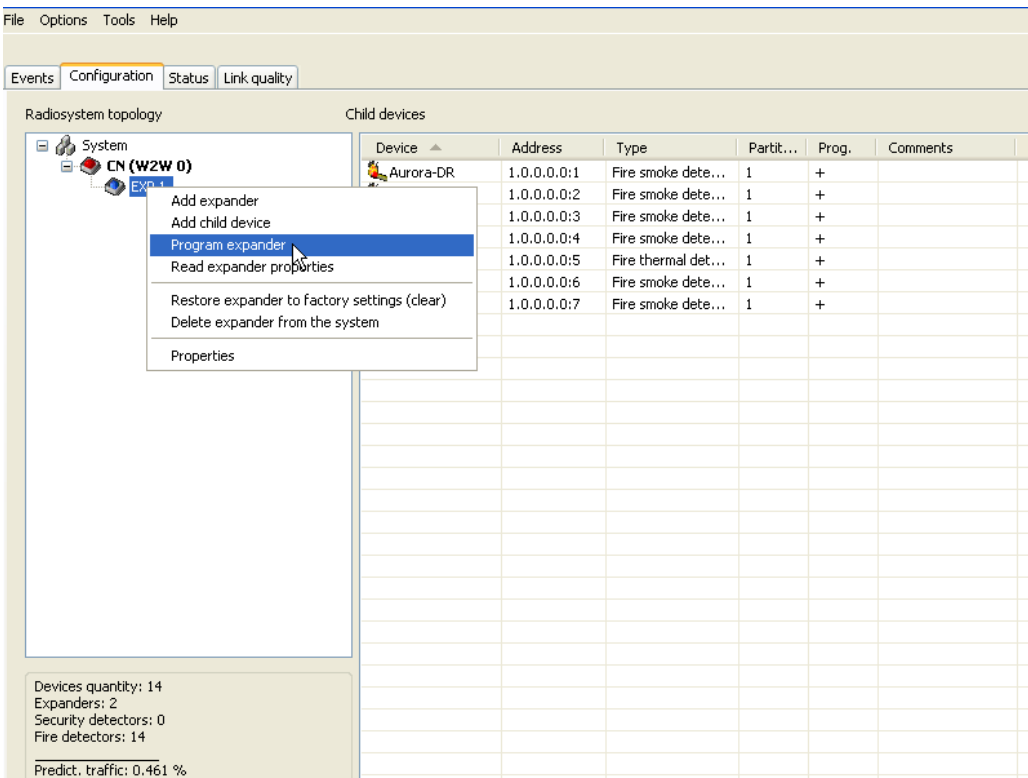 File Options Tools Help
Events Configuration Status Link quality
Radiosystem topology Child devices
System
CN (W2W 0)
EXP 1
Add expander
Add child device
Program expander
Read expander properties
Restore expander to factory settings (clear)
Delete expander from the system
Properties
Device Address Type Partit... Prog. Comments
Aurora-DR 1.0.0.0.0:1 Fire smoke dete... 1 +
1.0.0.0.0:2 Fire smoke dete... 1 +
1.0.0.0.0:3 Fire smoke dete... 1 +
1.0.0.0.0:4 Fire smoke dete... 1 +
1.0.0.0.0:5 Fire thermal det... 1 +
1.0.0.0.0:6 Fire smoke dete... 1 +
1.0.0.0.0:7 Fire smoke dete... 1 +
Devices quantity: 14
Expanders: 2
Security detectors: 0
Fire detectors: 14
Predict. traffic: 0.461 %